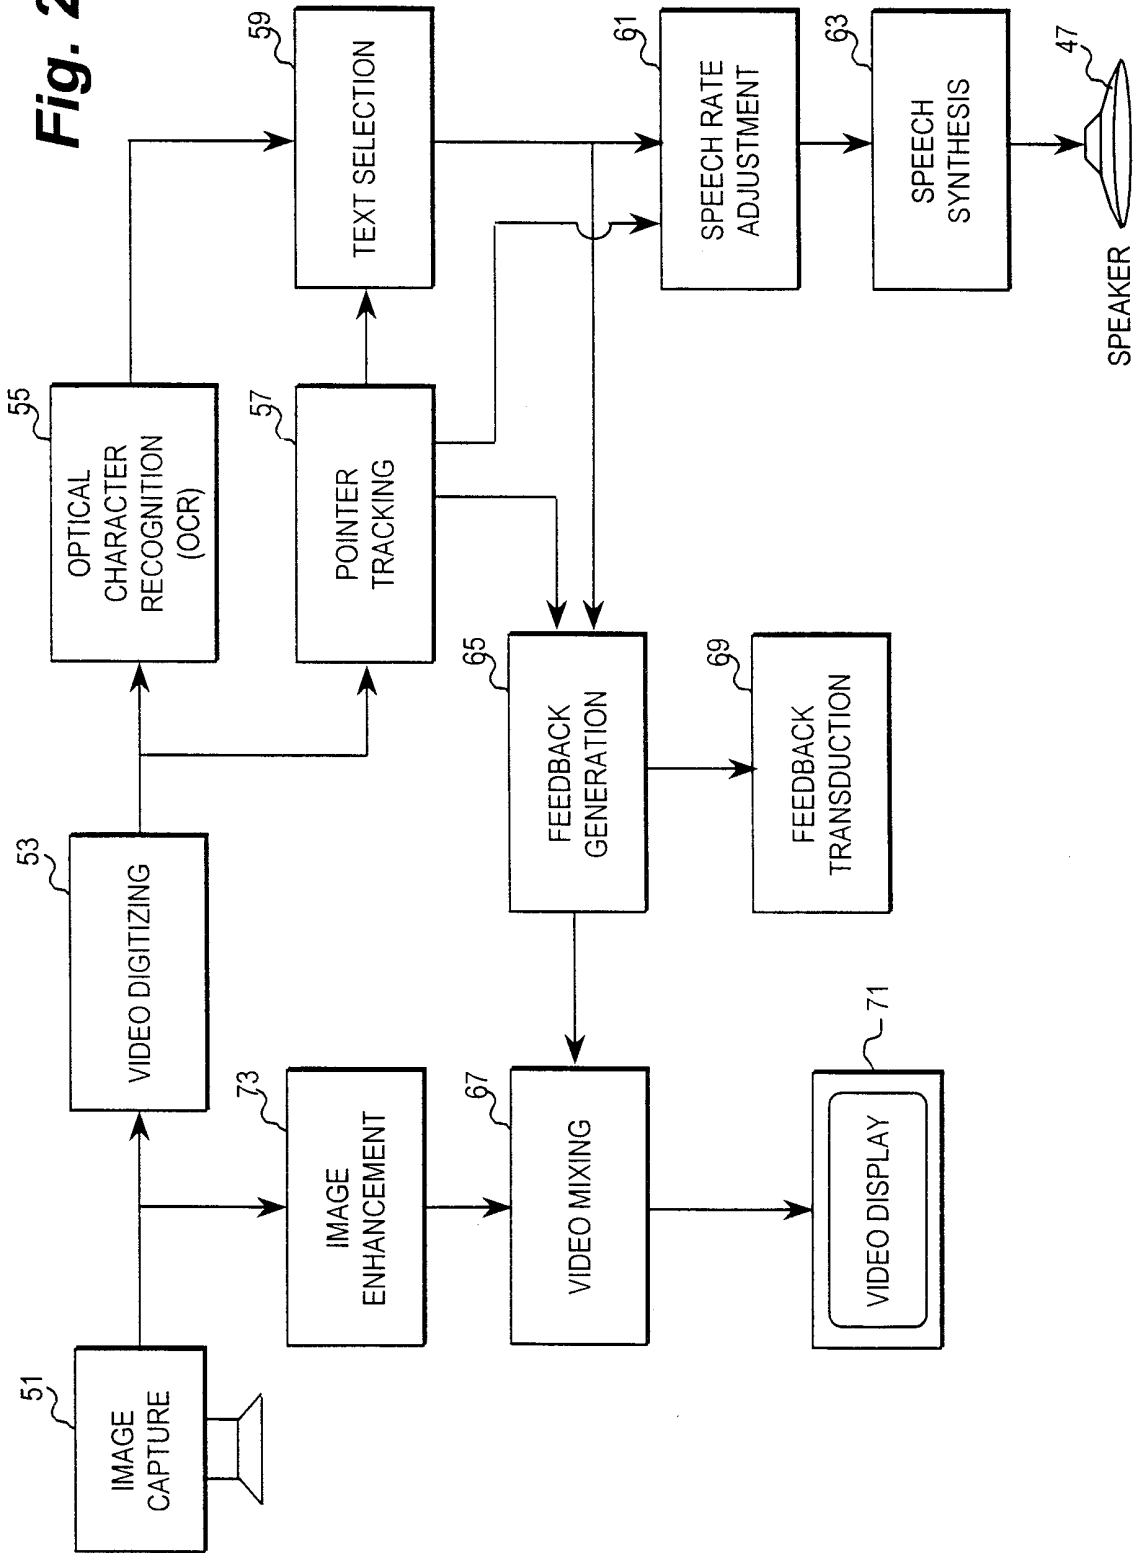 Fig. 2
51
IMAGE
CAPTURE
53
VIDEO DIGITIZING
55
OPTICAL
CHARACTER
RECOGNITION
(OCR)
59
TEXT SELECTION
57
POINTER
TRACKING
73
IMAGE
ENHANCEMENT
67
VIDEO MIXING
65
FEEDBACK
GENERATION
61
SPEECH RATE
ADJUSTMENT
69
FEEDBACK
TRANSDUCTION
63
SPEECH
SYNTHESIS
71
VIDEO DISPLAY
47
SPEAKER